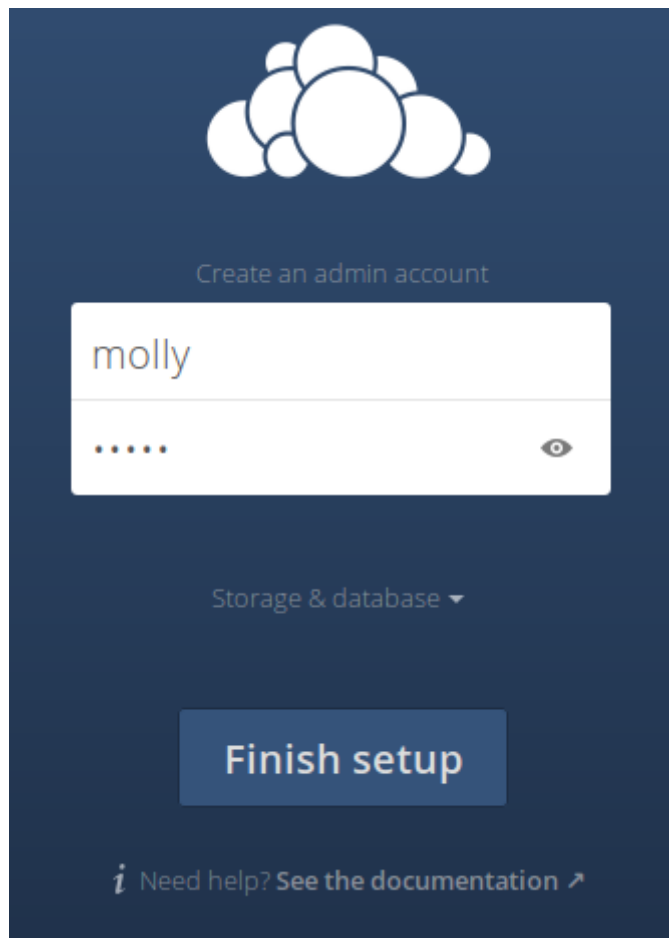 Create an admin account
molly
•••••
Storage & database
Finish setup
i Need help? See the documentation ↗